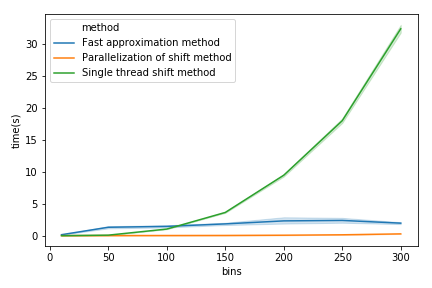 method
Fast approximation method
Parallelization of shift method
Single thread shift method
time(s)
30
25
20
15
10
5
0
0 50 100 150 200 250 300
bins